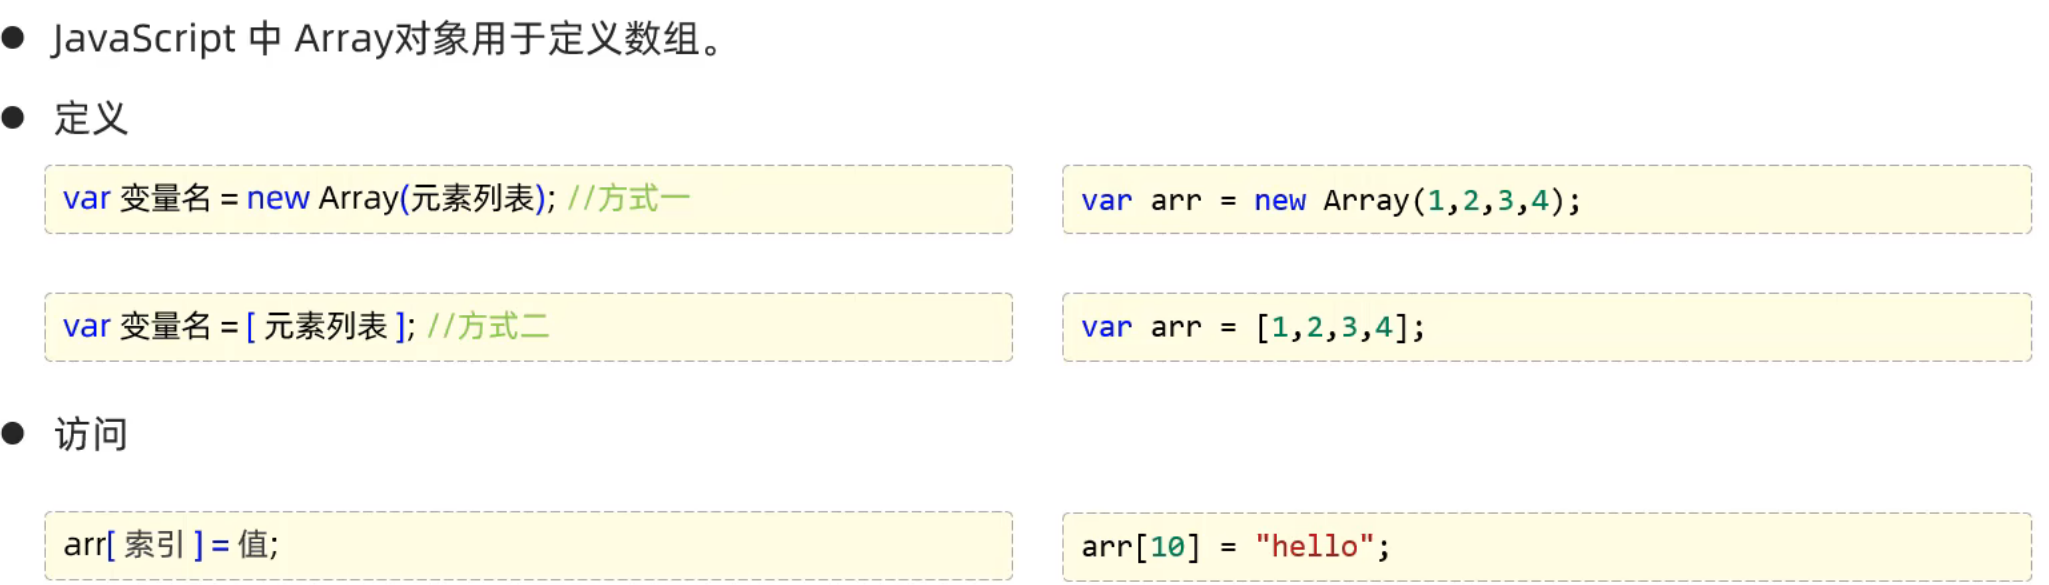 JavaScript 中 Array对象用于定义数组。
定义
var 变量名 = new Array(元素列表); //方式一
var arr = new Array(1,2,3,4);
var 变量名 = [ 元素列表 ]; //方式二
var arr = [1,2,3,4];
访问
arr[ 索引 ] = 值;
arr[10] = "hello";